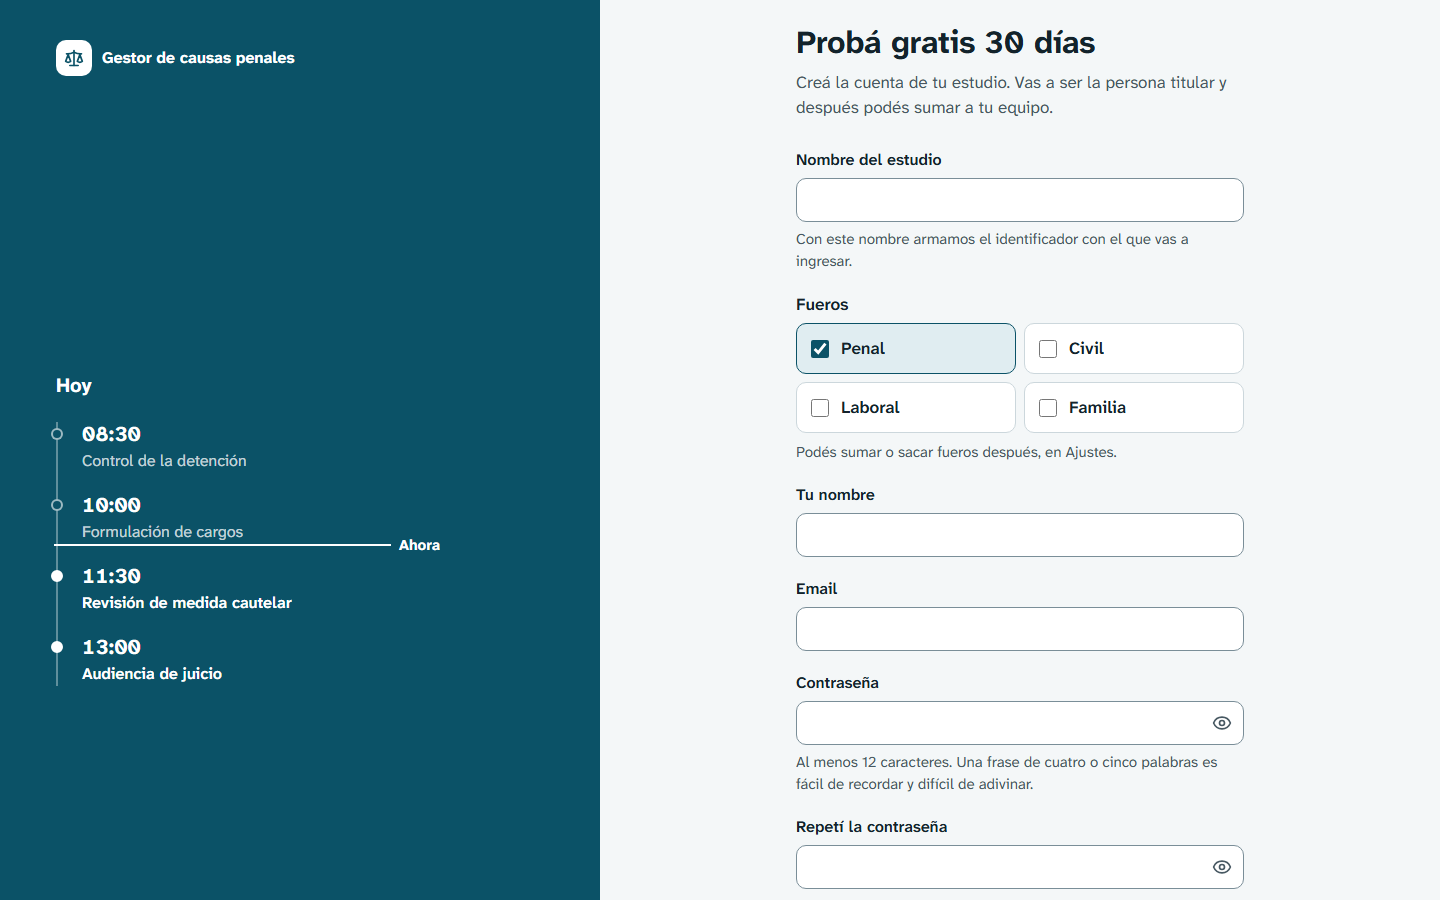 Gestor de causas penales
Hoy
08:30
Control de la detención
10:00
Formulación de cargos
Ahora
11:30
Revisión de medida cautelar
13:00
Audiencia de juicio
Probá gratis 30 días
Creá la cuenta de tu estudio. Vas a ser la persona titular y
después podés sumar a tu equipo.
Nombre del estudio
Con este nombre armamos el identificador con el que vas a
ingresar.
Fueros
Penal
Civil
Laboral
Familia
Podés sumar o sacar fueros después, en Ajustes.
Tu nombre
Email
Contraseña
Al menos 12 caracteres. Una frase de cuatro o cinco palabras es
fácil de recordar y difícil de adivinar.
Repetí la contraseña